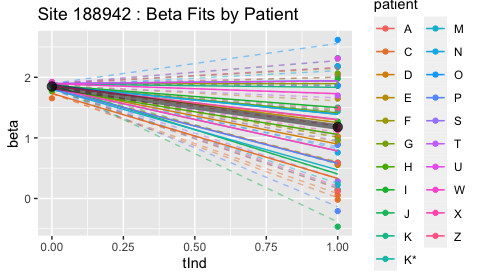 Site 188942 : Beta Fits by Patient
beta
2
1
0
0.00
0.25
0.50
0.75
1.00
tInd
patient
A
C
D
E
F
G
H
I
J
K
K*
M
N
O
P
S
T
U
W
X
Z